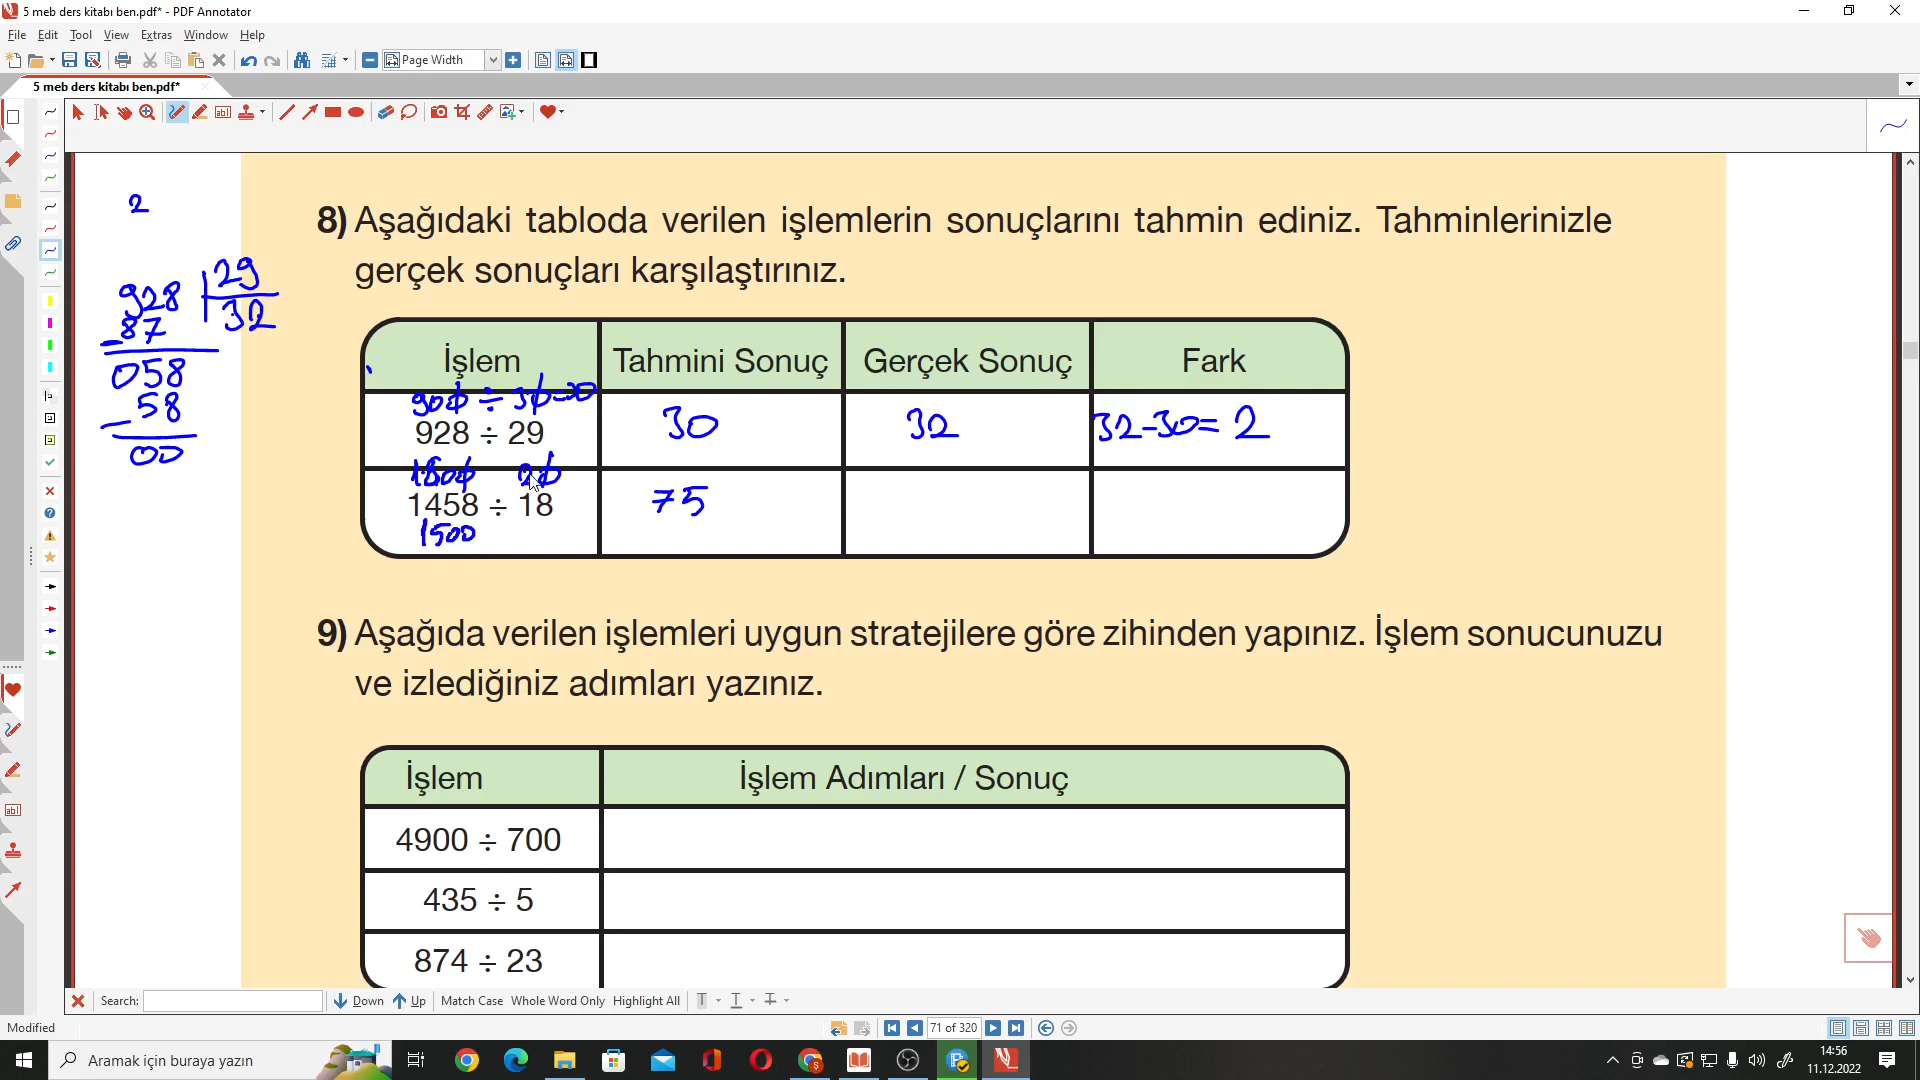 5 meb ders kitabı ben.pdf* - PDF Annotator
File Edit Tool View Extras Window Help
Page Width
5 meb ders kitabı ben.pdf*
2
8) Aşağıdaki tabloda verilen işlemlerin sonuçlarını tahmin ediniz. Tahminlerinizle
gerçek sonuçları karşılaştırınız.
928 29
87 32
058
58
00
İşlem Tahmini Sonuç Gerçek Sonuç Fark
900 ÷ 30=30
928 ÷ 29 30 32 32-30= 2
20
1458 ÷ 18 75
1500
9) Aşağıda verilen işlemleri uygun stratejilere göre zihinden yapınız. İşlem sonucunuzu
ve izlediğiniz adımları yazınız.
İşlem İşlem Adımları / Sonuç
4900 ÷ 700
435 ÷ 5
874 ÷ 23
Search: Down Up Match Case Whole Word Only Highlight All
Modified 71 of 320
Aramak için buraya yazın
14:56
11.12.2022